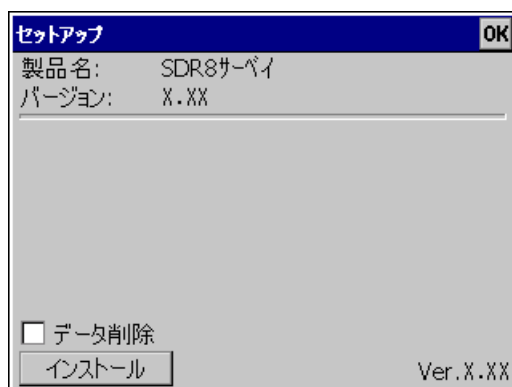 セットアップ OK
製品名: SDR8サーベイ
バージョン: X.XX
データ削除
インストール Ver.X.XX